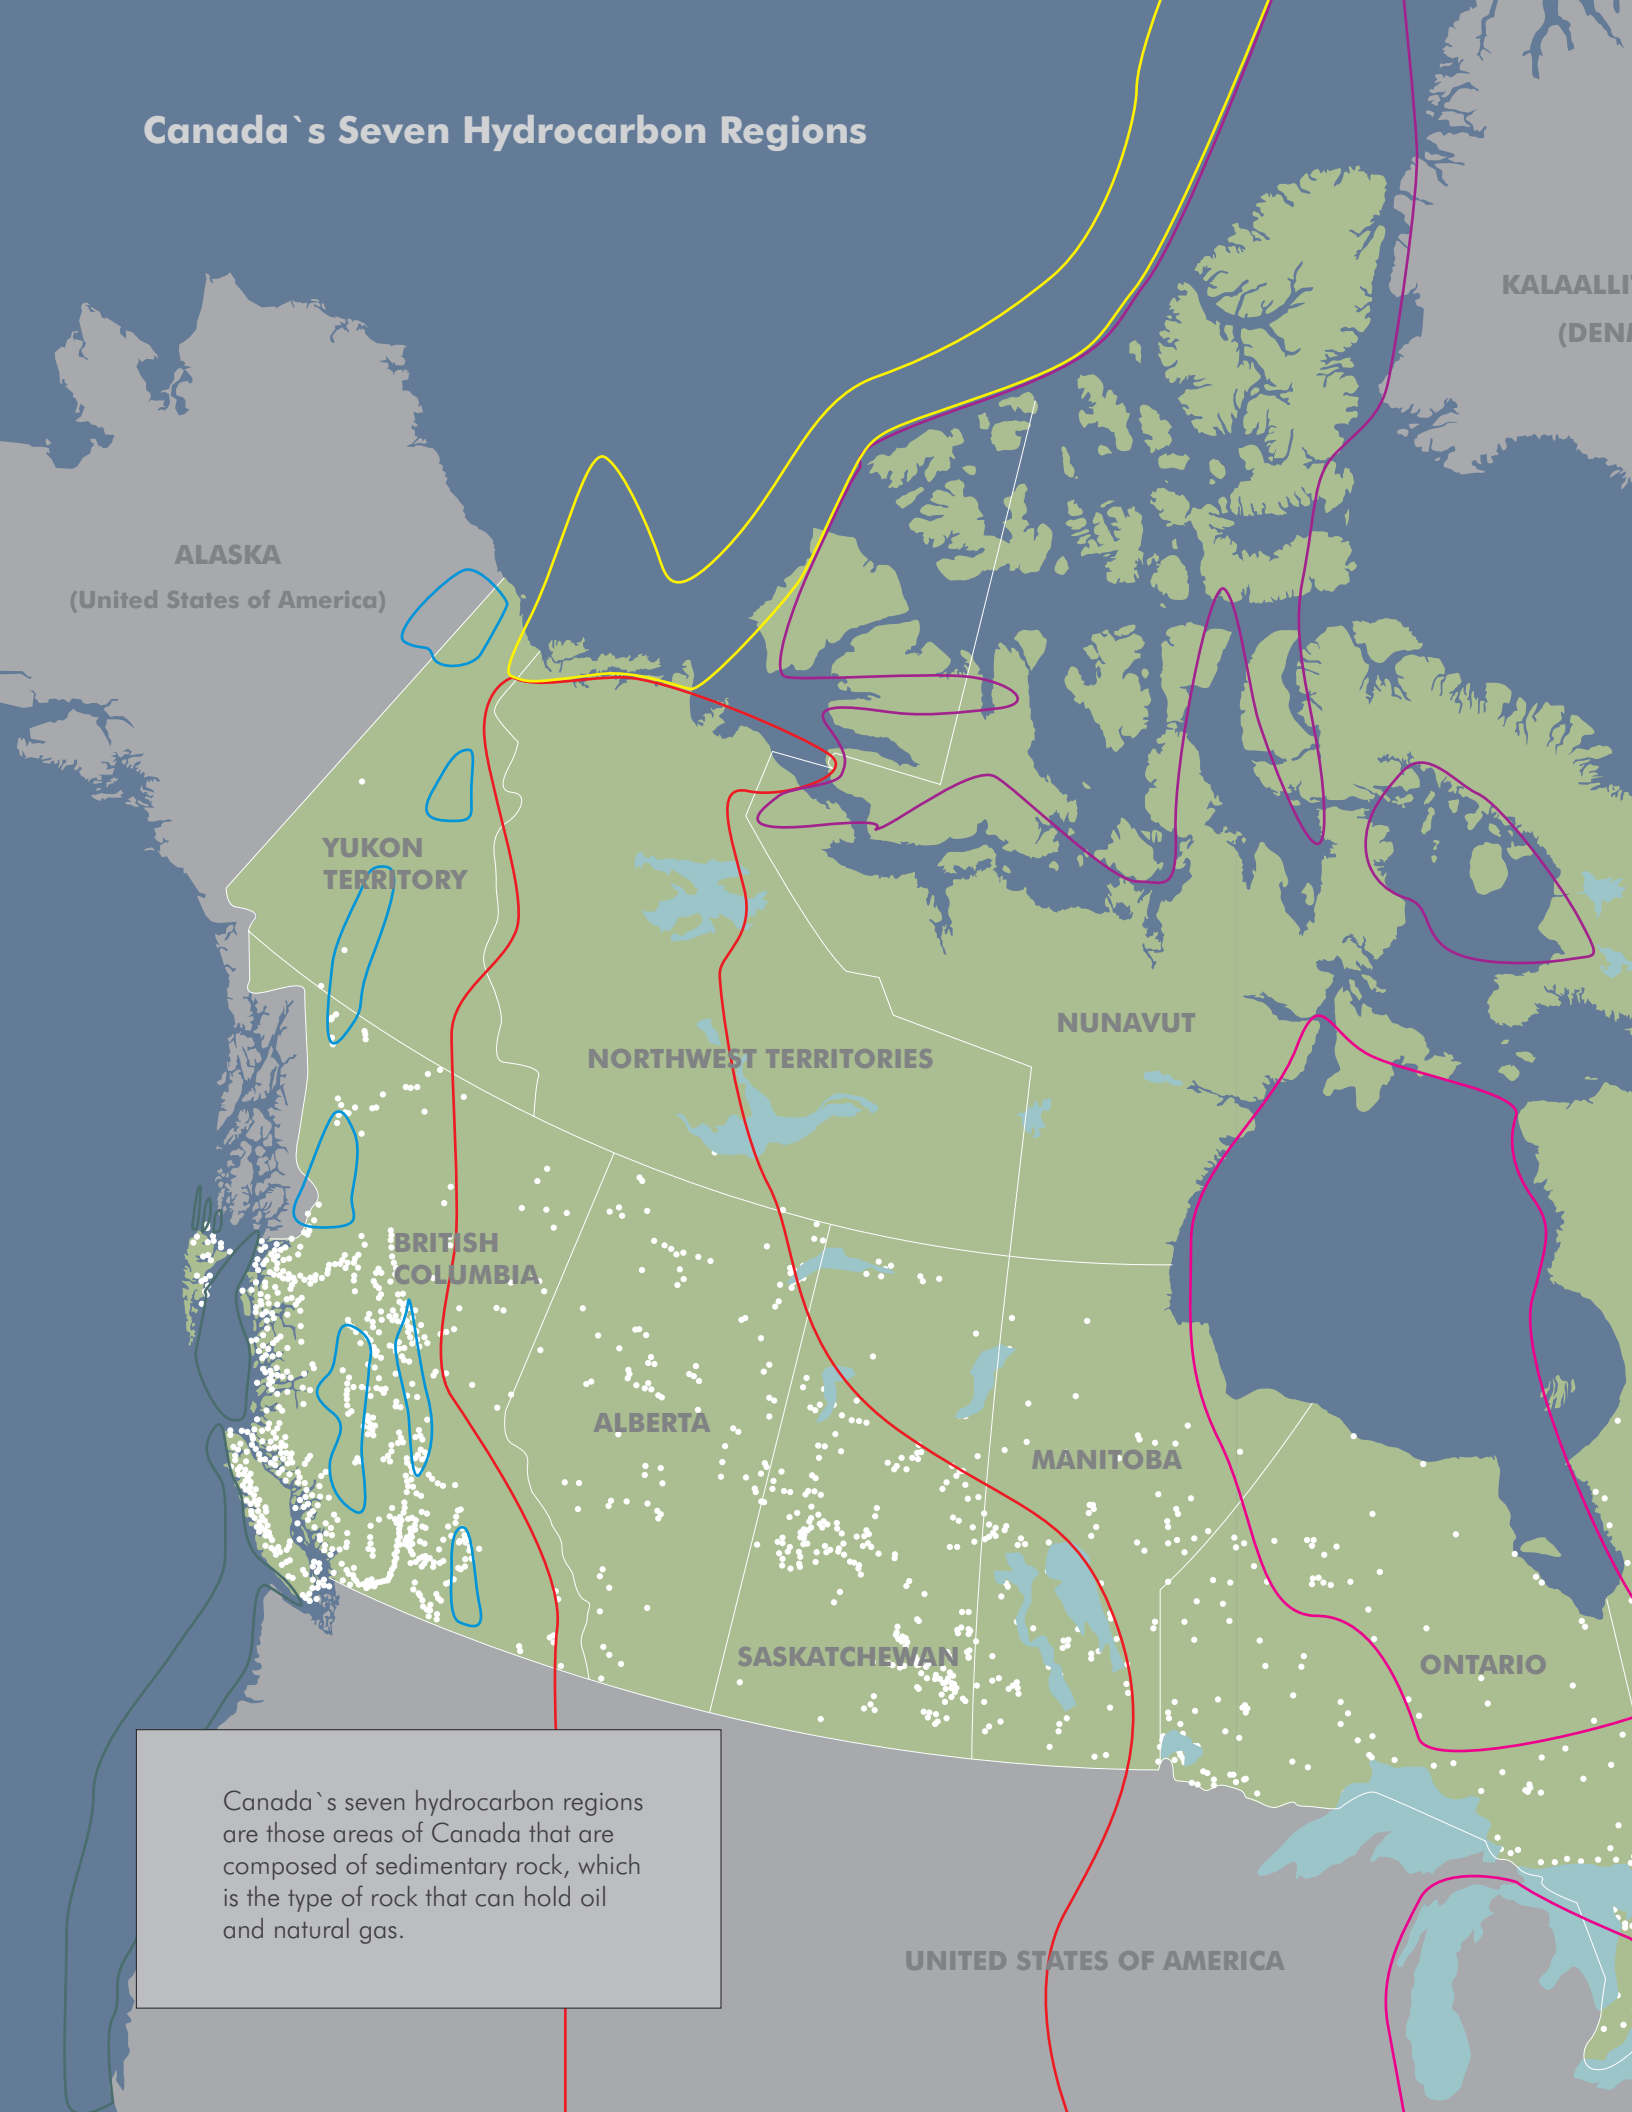 Canada`s Seven Hydrocarbon Regions
KALAALLI
(DEN
ALASKA
(United States of America)
YUKON
TERRITORY
NUNAVUT
NORTHWEST TERRITORIES
BRITISH
COLUMBIA
ALBERTA
MANITOBA
SASKATCHEWAN
ONTARIO
Canada`s seven hydrocarbon regions
are those areas of Canada that are
composed of sedimentary rock, which
is the type of rock that can hold oil
and natural gas.
UNITED STATES OF AMERICA